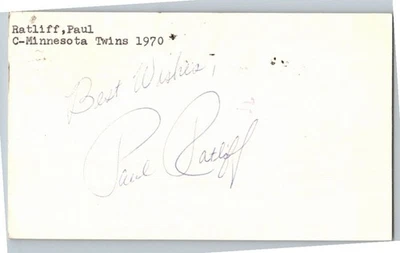 Ratliff,Paul
C-Minnesota Twins 1970
Best Wishes,
Paul Ratliff